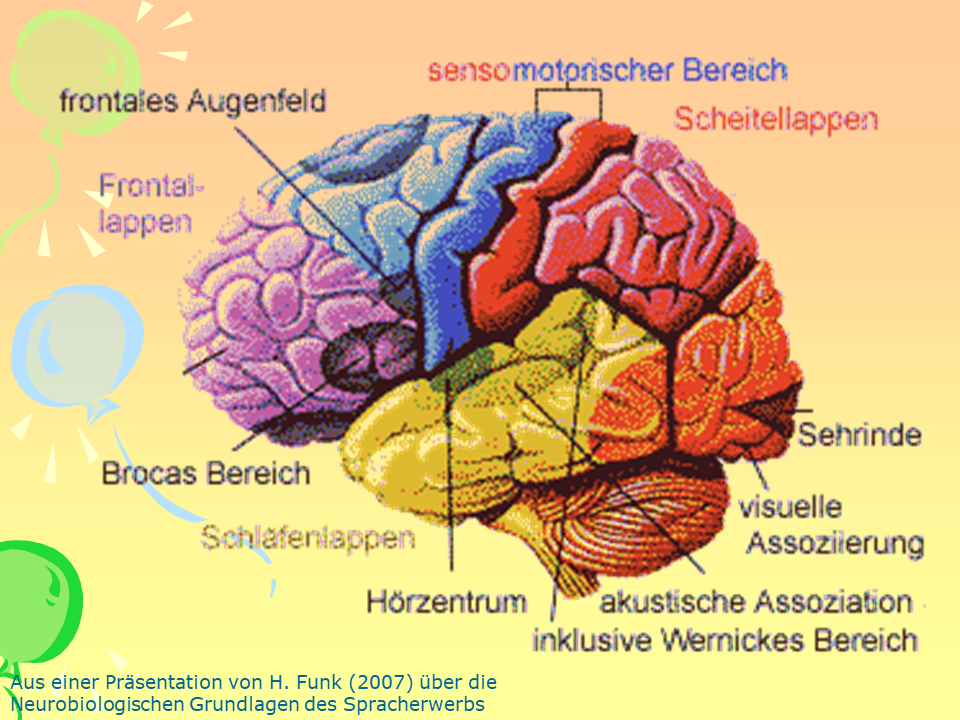 sensomotorischer Bereich
frontales Augenfeld
Scheitellappen
Frontal-
lappen
Sehrinde
Brocas Bereich
visuelle
Assoziierung
Schläfenlappen
Hörzentrum
akustische Assoziation
inklusive Wernickes Bereich
Aus einer Präsentation von H. Funk (2007) über die
Neurobiologischen Grundlagen des Spracherwerbs